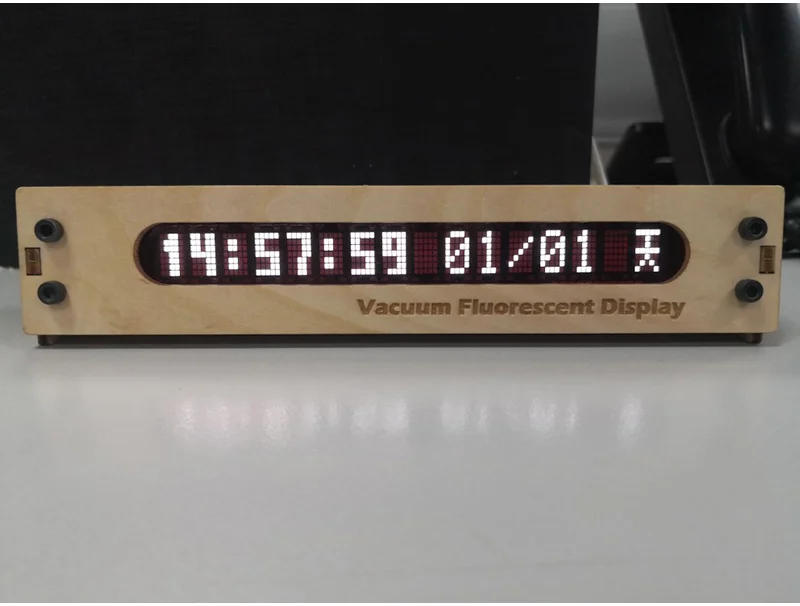 14:57:59 01/01 天
Vacuum Fluorescent Display